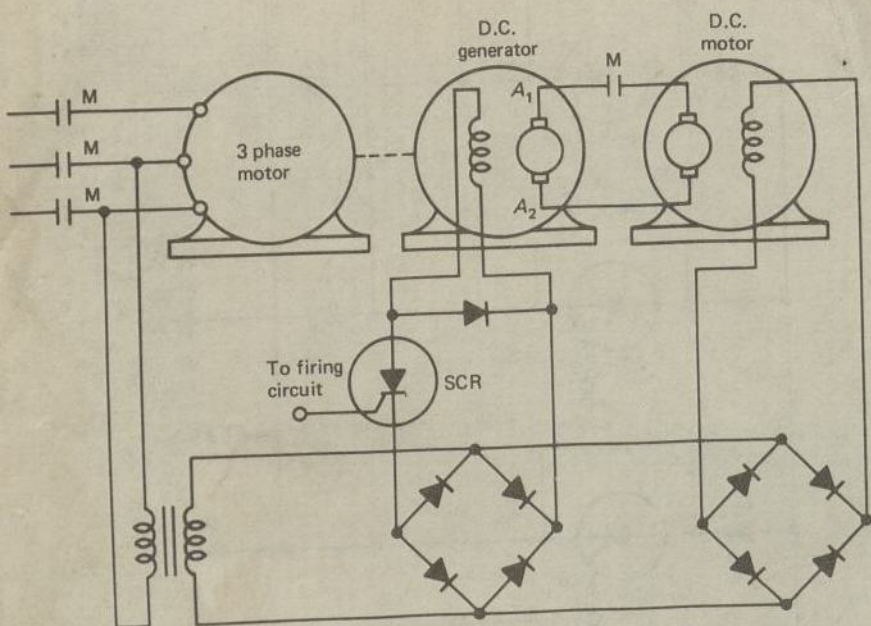 D.C.
generator
D.C.
motor
M
M
M
M
3 phase
motor
A₁
A₂
To firing
circuit
SCR